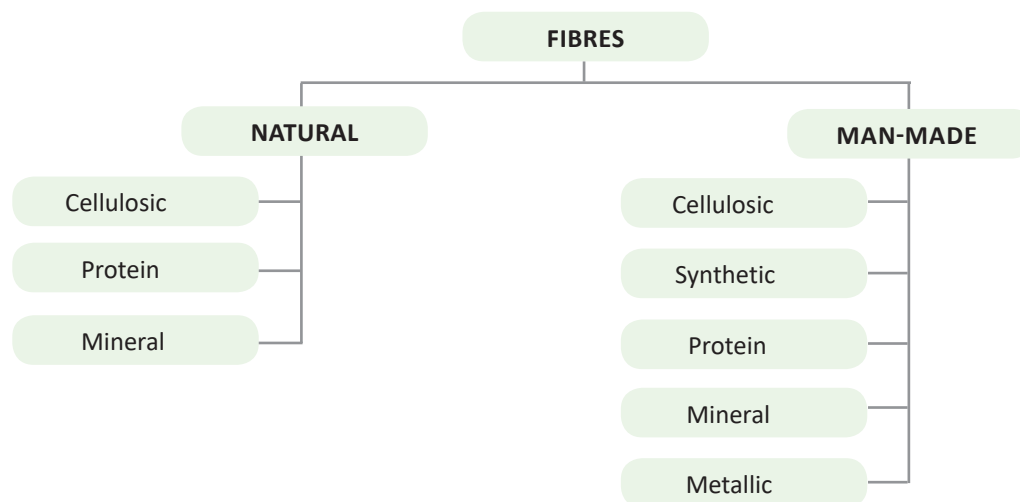 FIBRES
NATURAL
Cellulosic
Protein
Mineral
MAN-MADE
Cellulosic
Synthetic
Protein
Mineral
Metallic